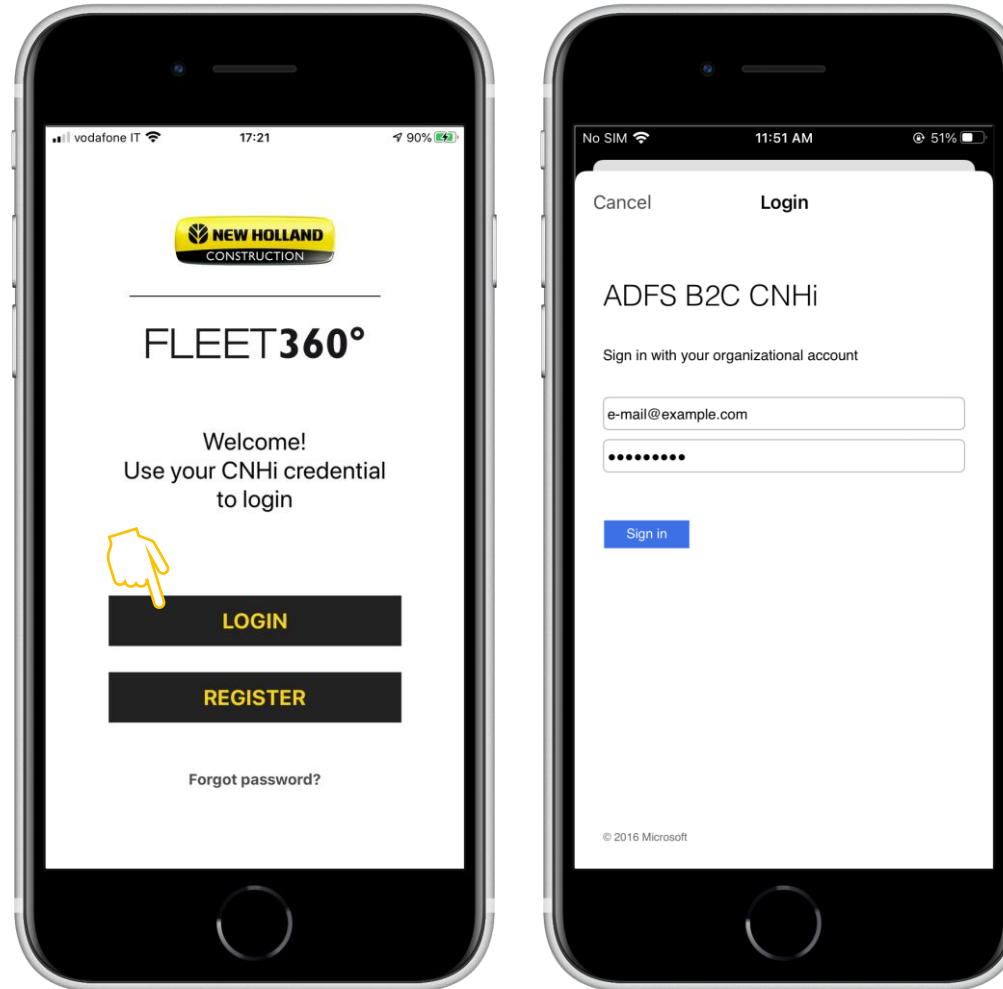 vodafone IT 17:21 90%
NEW HOLLAND
CONSTRUCTION
FLEET360°
Welcome!
Use your CNHi credential
to login
LOGIN
REGISTER
Forgot password?
No SIM 11:51 AM 51%
Cancel Login
ADFS B2C CNHi
Sign in with your organizational account
e-mail@example.com
●●●●●●●●●
Sign in
© 2016 Microsoft